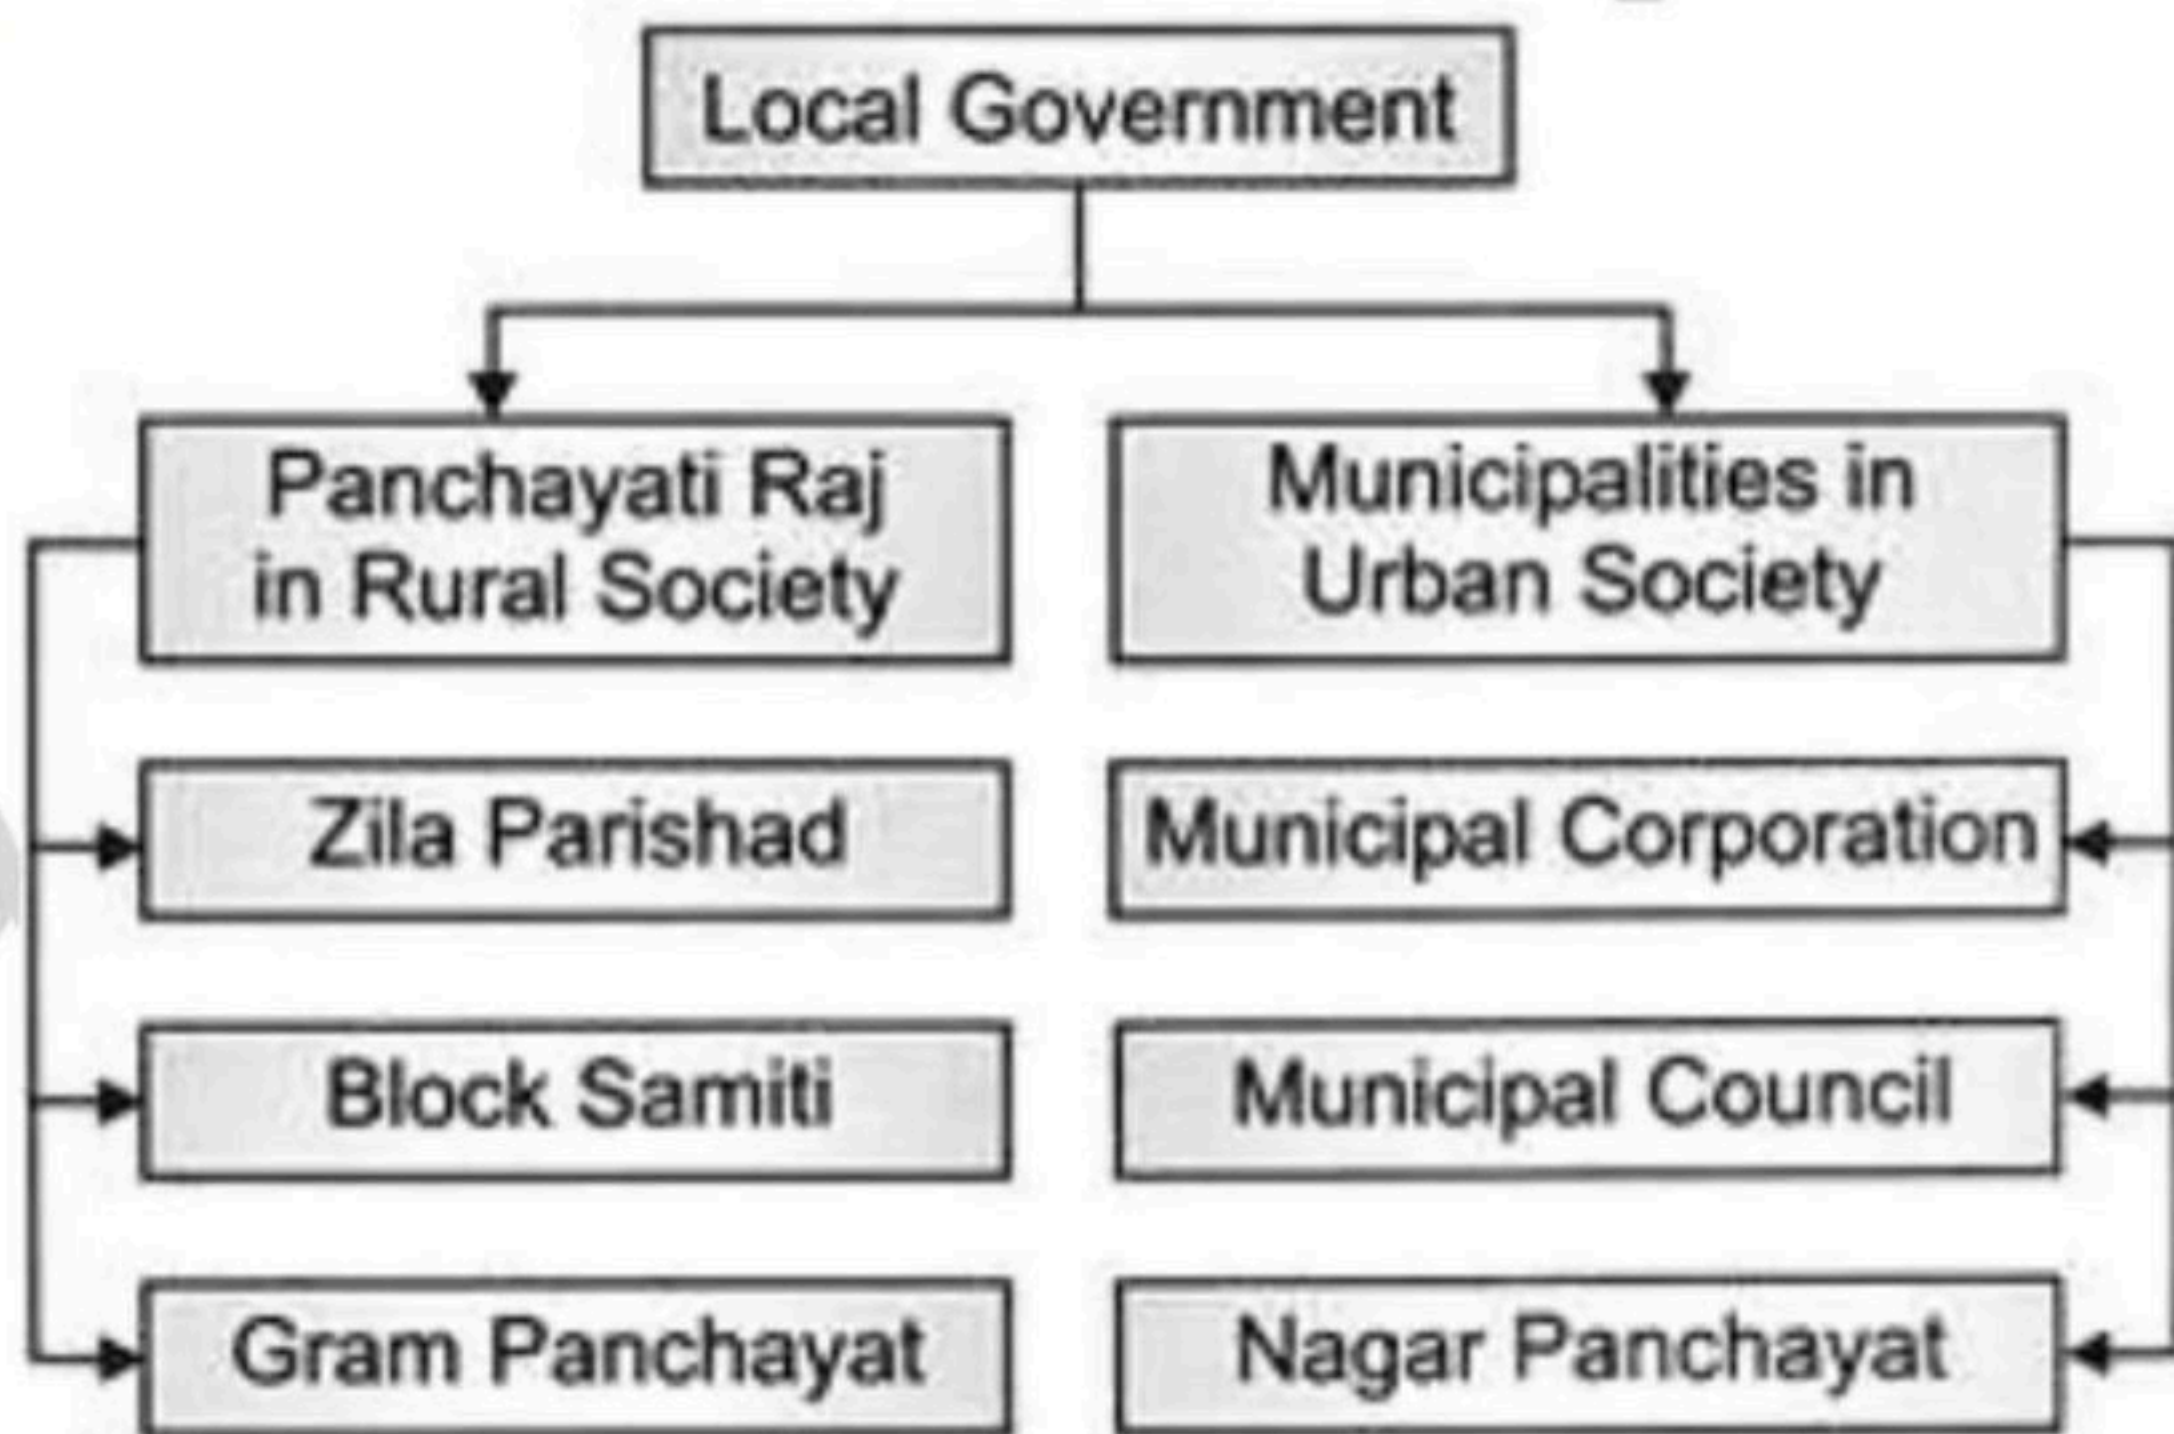 Local Government
Panchayati Raj
in Rural Society
Municipalities in
Urban Society
Zila Parishad
Municipal Corporation
Block Samiti
Municipal Council
Gram Panchayat
Nagar Panchayat